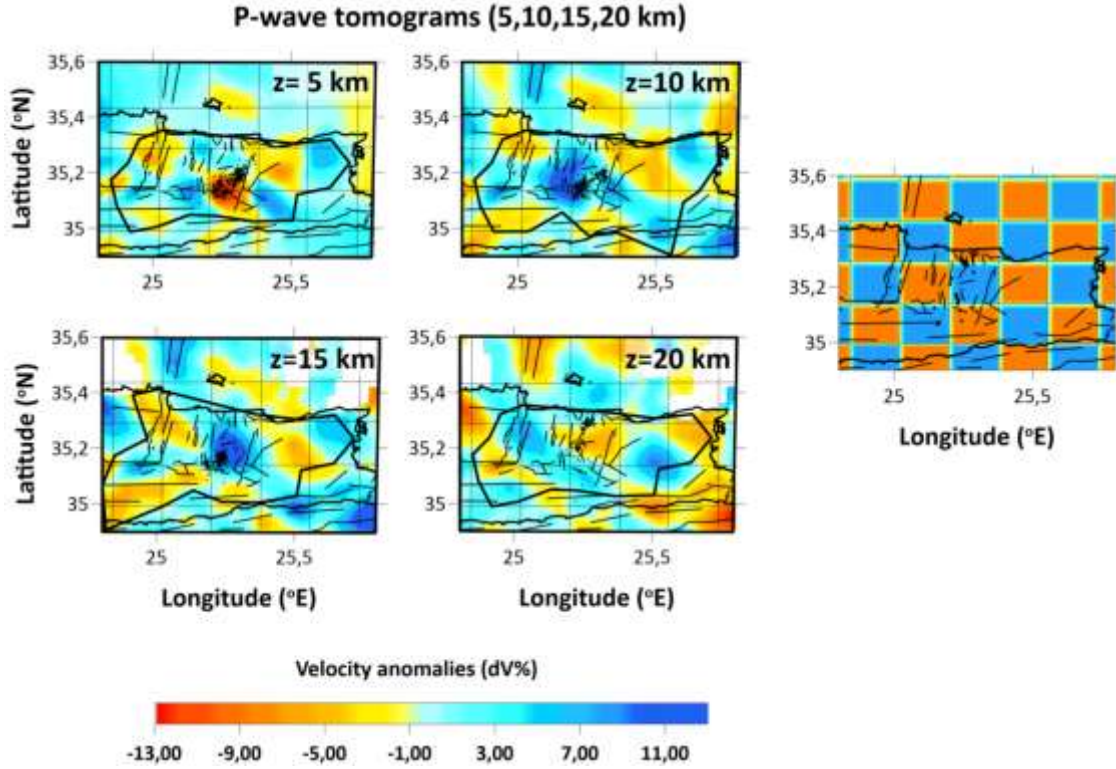 P-wave tomograms (5,10,15,20 km)
Latitude (°N)
35,6
35,4
35,2
35
z= 5 km
25
25,5
35,6
35,4
35,2
35
z=10 km
25
25,5
35,6
35,4
35,2
35
25
25,5
Longitude (°E)
Latitude (°N)
35,6
35,4
35,2
35
z=15 km
25
25,5
Longitude (°E)
35,6
35,4
35,2
35
z=20 km
25
25,5
Longitude (°E)
Velocity anomalies (dV%)
-13,00 -9,00 -5,00 -1,00 3,00 7,00 11,00